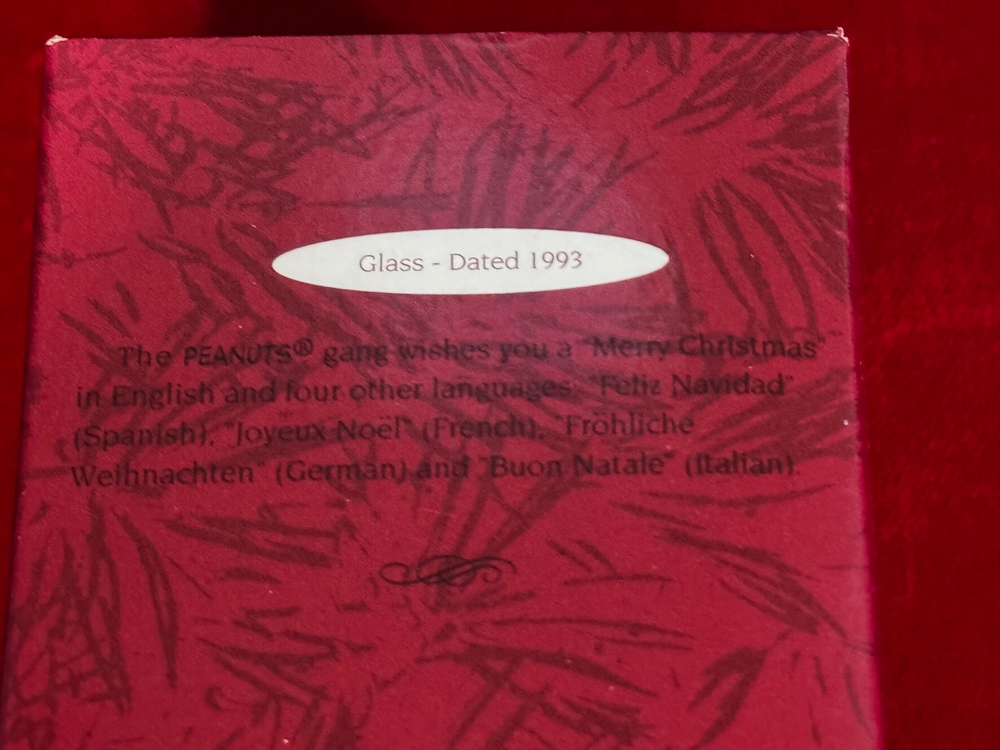 Glass - Dated 1993
The PEANUTS® gang wishes you a "Merry Christmas"
in English and four other languages: "Feliz Navidad"
(Spanish), "Joyeux Noël" (French), "Fröhliche
Weihnachten" (German) and "Buon Natale" (Italian).